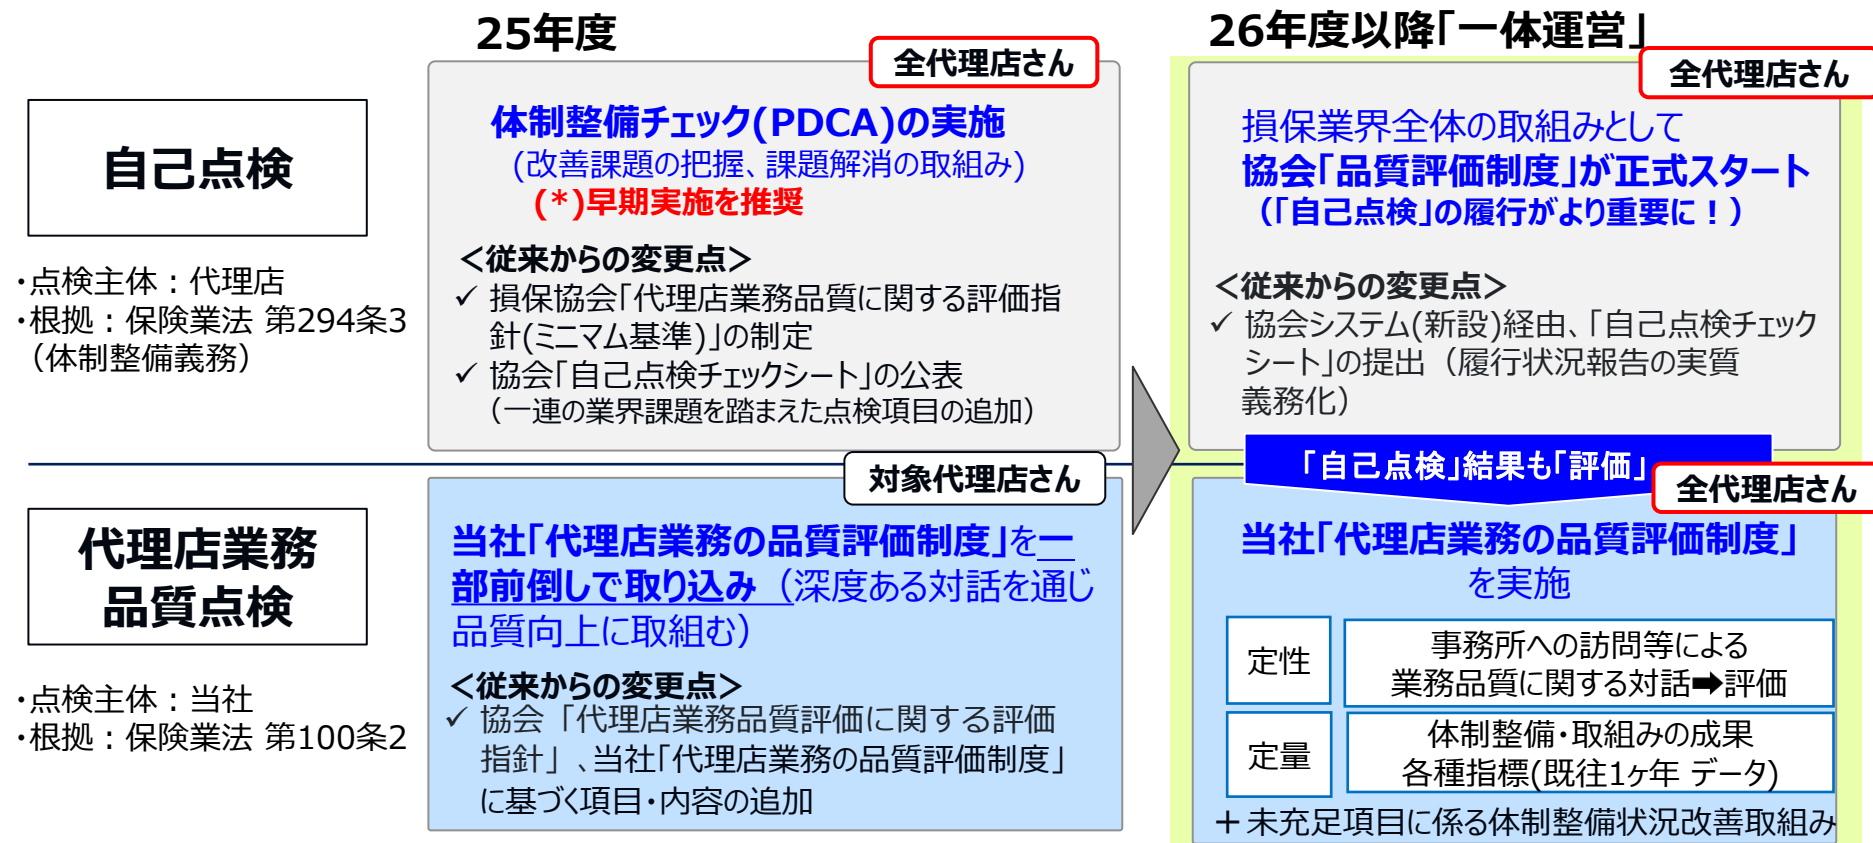 25年度
26年度以降「一体運営」
全代理店さん
全代理店さん
自己点検
・点検主体：代理店
・根拠：保険業法 第294条3
（体制整備義務）
体制整備チェック(PDCA)の実施
(改善課題の把握、課題解消の取組み)
(*)早期実施を推奨
＜従来からの変更点＞
✓ 損保協会「代理店業務品質に関する評価指
針(ミニマム基準)」の制定
✓ 協会「自己点検チェックシート」の公表
（一連の業界課題を踏まえた点検項目の追加）
損保業界全体の取組みとして
協会「品質評価制度」が正式スタート
（「自己点検」の履行がより重要に！）
＜従来からの変更点＞
✓ 協会システム(新設)経由、「自己点検チェック
シート」の提出（履行状況報告の実質
義務化）
「自己点検」結果も「評価」
対象代理店さん
全代理店さん
代理店業務
品質点検
・点検主体：当社
・根拠：保険業法 第100条2
当社「代理店業務の品質評価制度」を一
部前倒しで取り込み（深度ある対話を通じ
品質向上に取組む）
＜従来からの変更点＞
✓ 協会「代理店業務品質評価に関する評価
指針」、当社「代理店業務の品質評価制度」
に基づく項目・内容の追加
当社「代理店業務の品質評価制度」
を実施
定性
事務所への訪問等による
業務品質に関する対話➡評価
定量
体制整備・取組みの成果
各種指標(既往1ヶ年 データ)
＋未充足項目に係る体制整備状況改善取組み